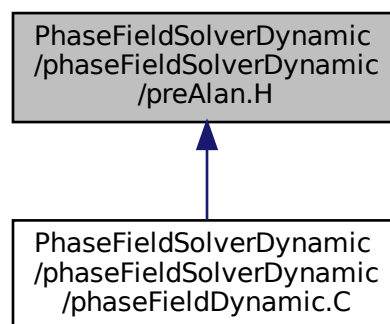 PhaseFieldSolverDynamic
/phaseFieldSolverDynamic
/preAlan.H
PhaseFieldSolverDynamic
/phaseFieldSolverDynamic
/phaseFieldDynamic.C